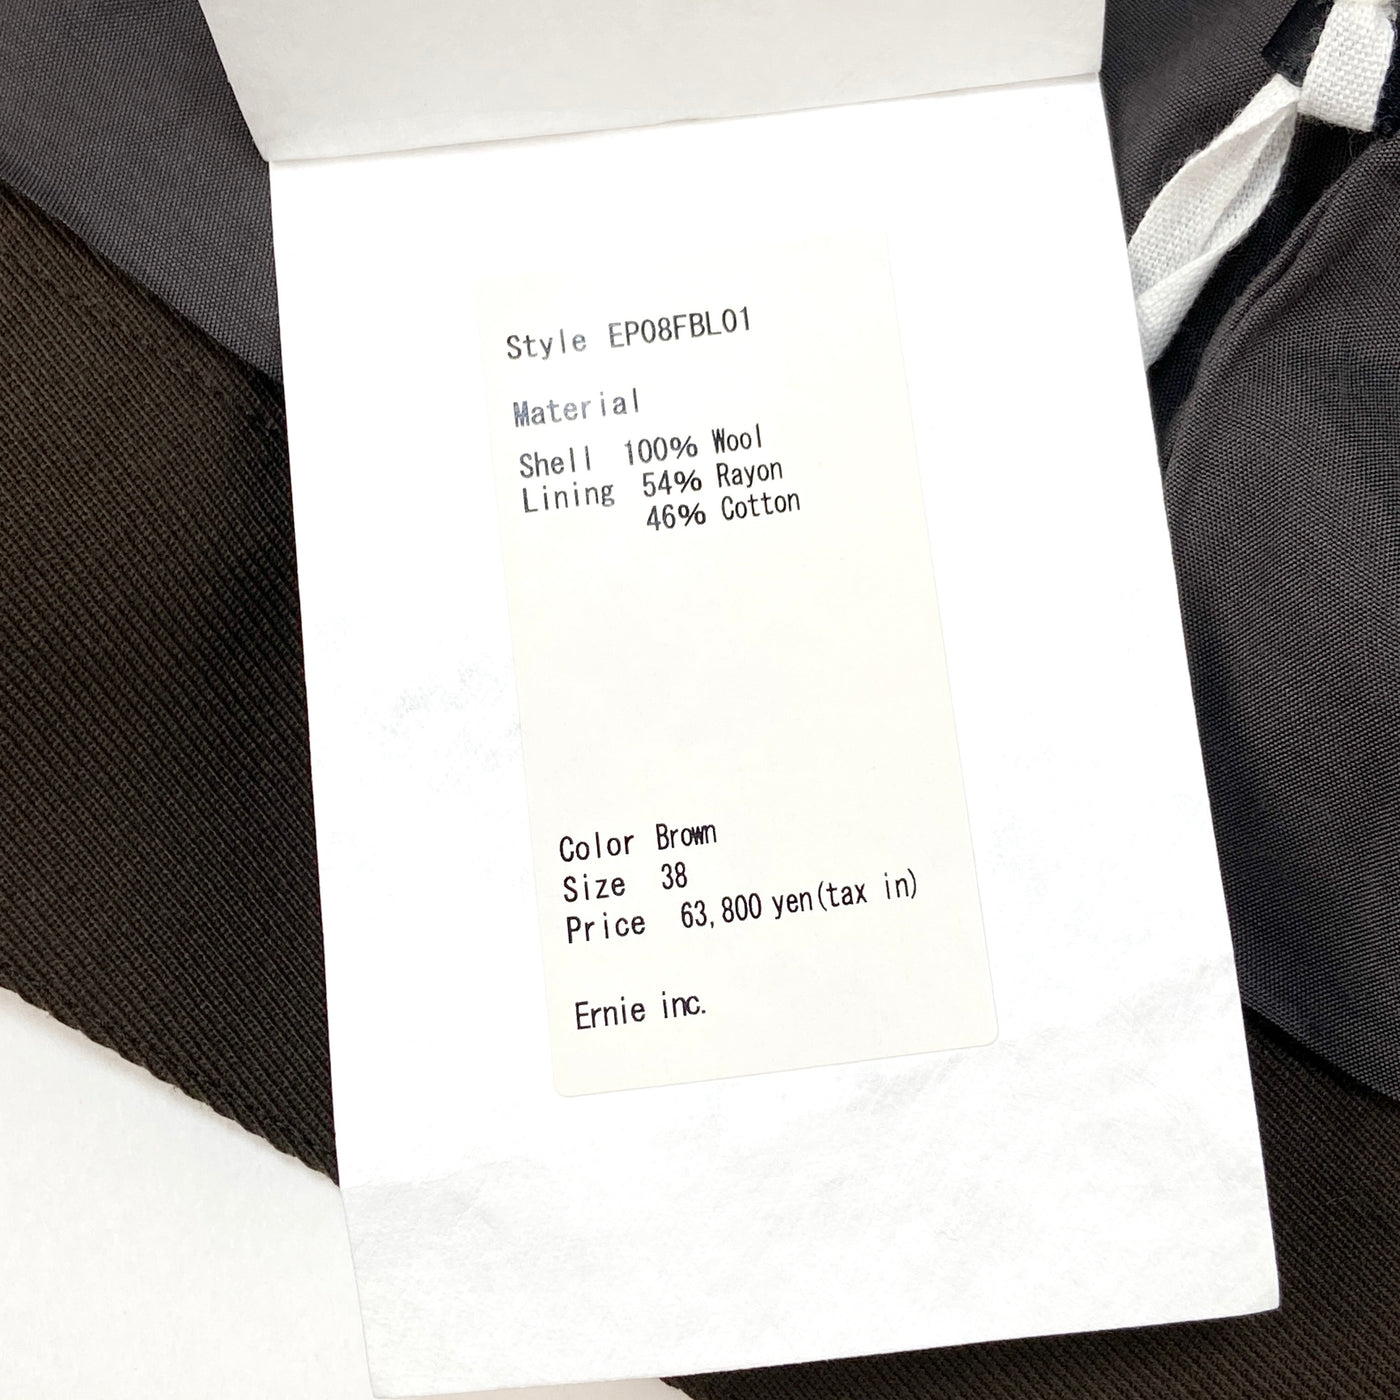 Style EP08FBL01
Material
Shell 100% Wool
Lining 54% Rayon
46% Cotton
Color Brown
Size 38
Price 63,800 yen(tax in)
Ernie inc.